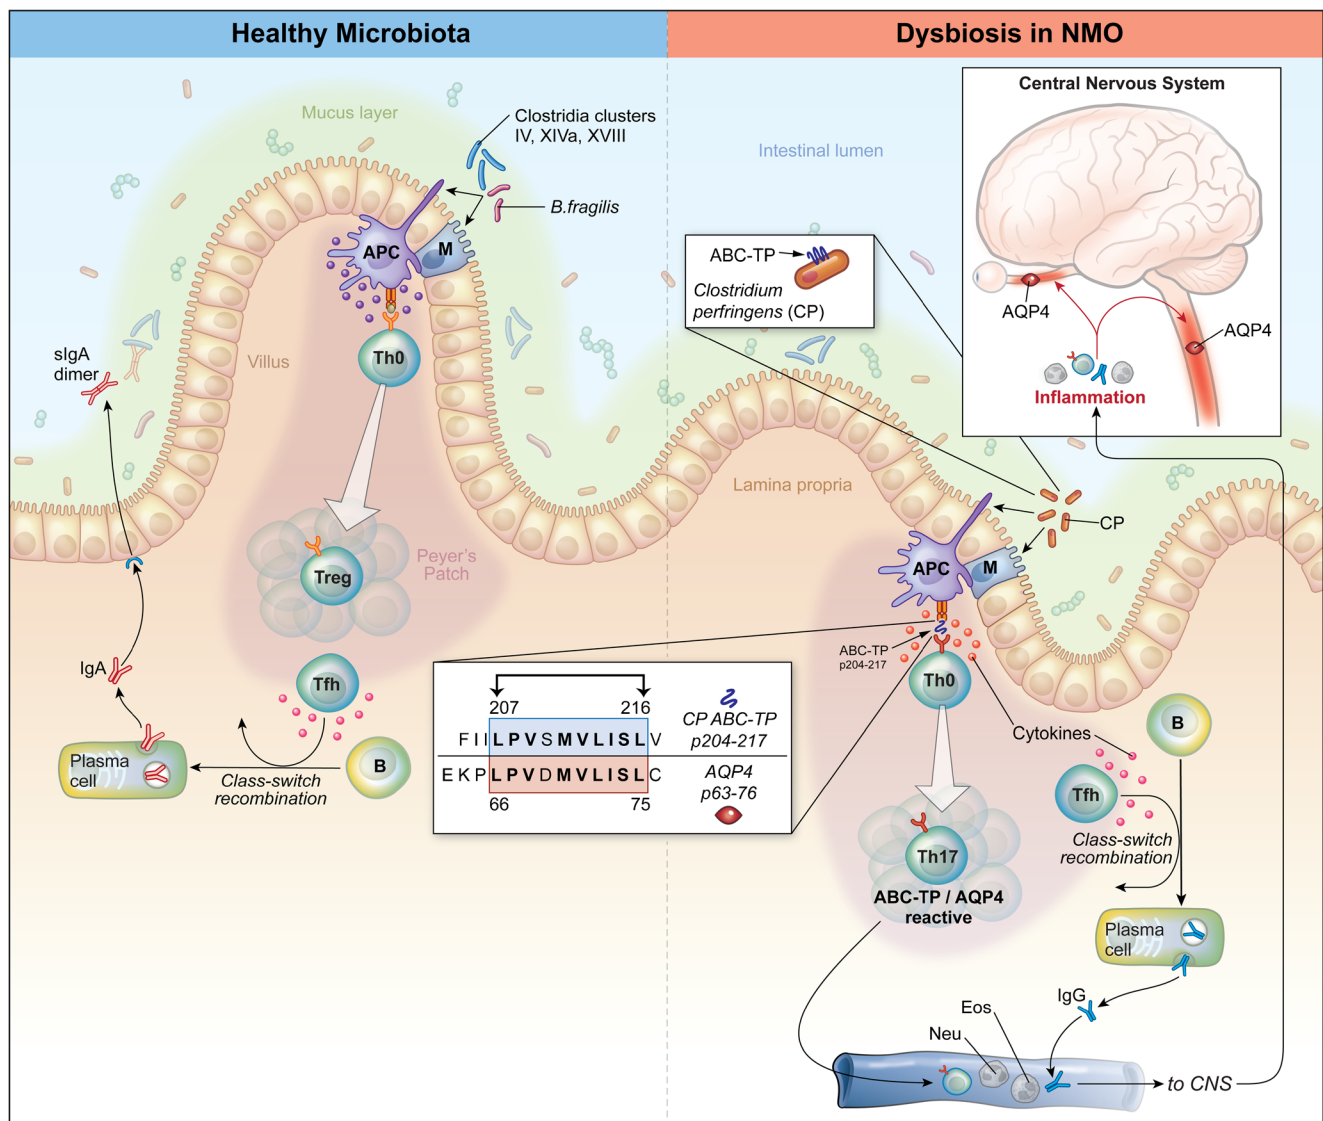 Healthy Microbiota
Mucus layer
Clostridia clusters
IV, XIVa, XVIII
B.fragilis
APC
M
Th0
Villus
sIgA
dimer
Treg
Peyer's
Patch
IgA
Tfh
Plasma
cell
B
Class-switch
recombination
Dysbiosis in NMO
Intestinal lumen
Central Nervous System
AQP4
AQP4
Inflammation
ABC-TP
Clostridium
perfringens (CP)
Lamina propria
CP
APC
M
ABC-TP
p204-217
Th0
Cytokines
B
Tfh
Class-switch
recombination
Th17
ABC-TP / AQP4
reactive
Plasma
cell
IgG
Eos
Neu
to CNS
207 216
FIILPVSMVLISLV
CP ABC-TP
p204-217
EKPLPVDMVLISLC
AQP4
p63-76
66 75